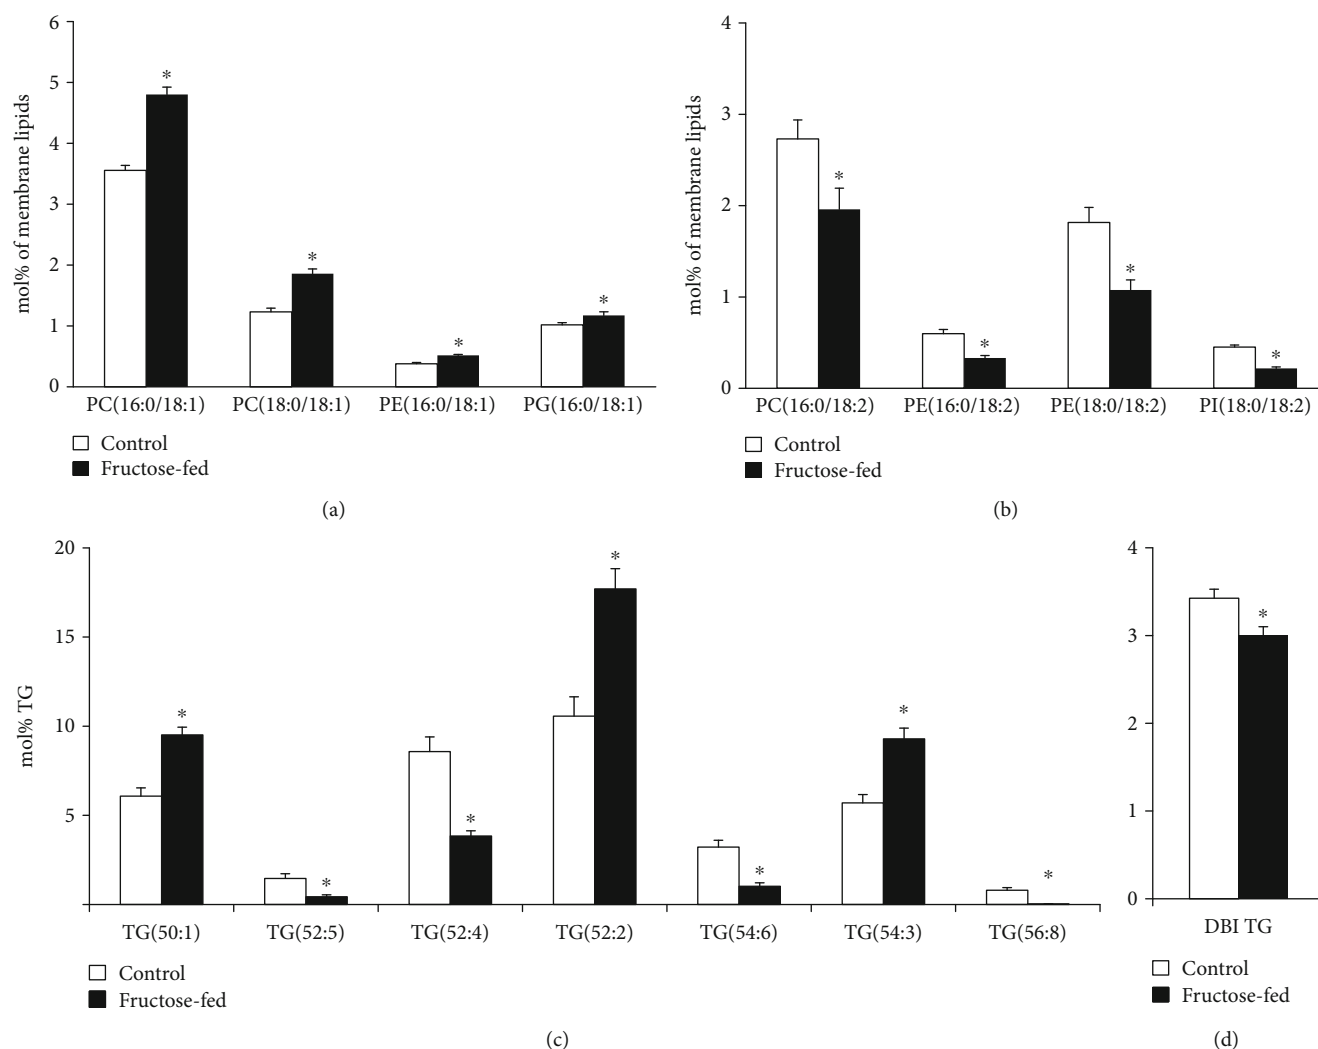 mol% of membrane lipids
6
5
4
3
2
1
0
*
*
*
*
PC(16:0/18:1) PC(18:0/18:1) PE(16:0/18:1) PG(16:0/18:1)
Control
Fructose-fed
(a)
mol% of membrane lipids
4
3
2
1
0
*
*
*
*
PC(16:0/18:2) PE(16:0/18:2) PE(18:0/18:2) PI(18:0/18:2)
Control
Fructose-fed
(b)
mol% TG
20
15
10
5
*
*
*
*
*
*
*
TG(50:1) TG(52:5) TG(52:4) TG(52:2) TG(54:6) TG(54:3) TG(56:8)
Control
Fructose-fed
(c)
4
3
2
1
0
*
DBI TG
Control
Fructose-fed
(d)